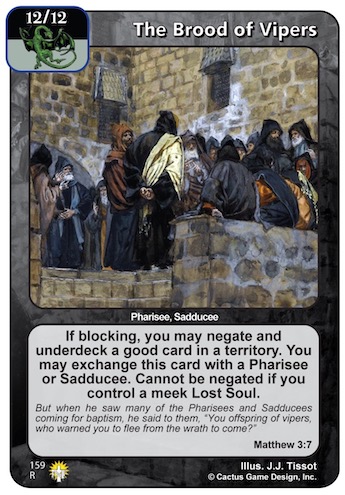 12/12
The Brood of Vipers
Pharisee, Sadducee
If blocking, you may negate and
underdeck a good card in a territory. You
may exchange this card with a Pharisee
or Sadducee. Cannot be negated if you
control a meek Lost Soul.
But when he saw many of the Pharisees and Sadducees
coming for baptism, he said to them, “You offspring of vipers,
who warned you to flee from the wrath to come?”
Matthew 3:7
159
R
Illus. J.J. Tissot
© Cactus Game Design, Inc.